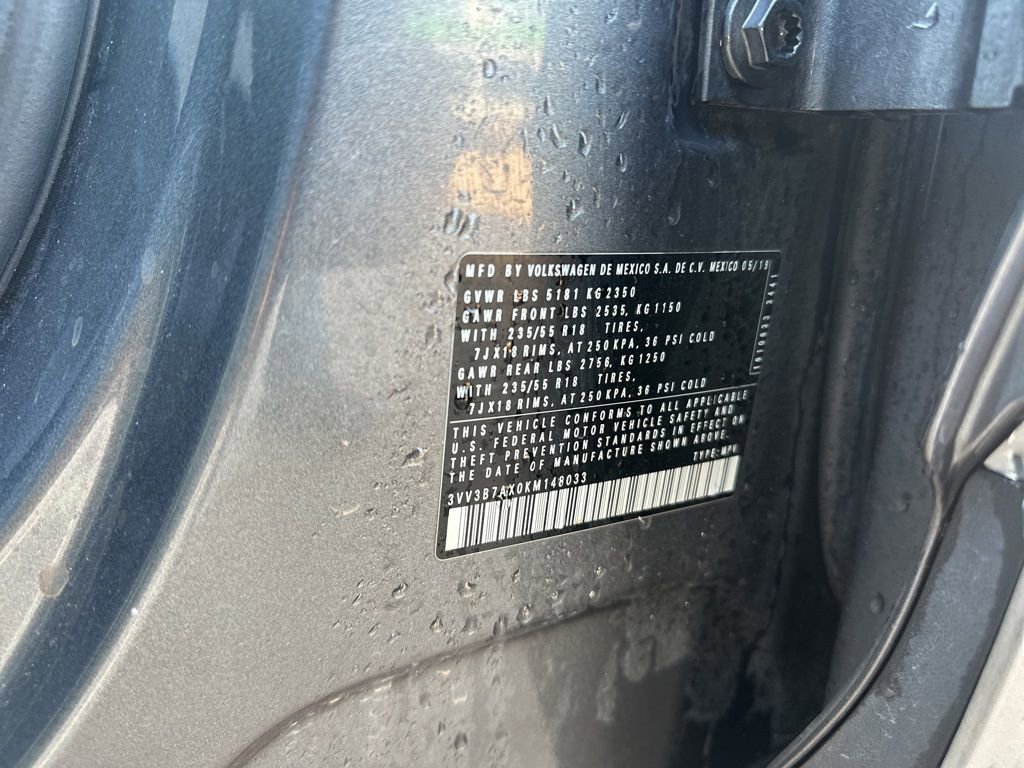 MFD BY VOLKSWAGEN DE MEXICO S.A. DE C.V. MEXICO 05/19
GVWR LBS 5181 KG 2350
GAWR FRONT LBS 2535, KG 1150
WITH 235/55 R18 TIRES,
7JX18 RIMS, AT 250 KPA, 36 PSI COLD
GAWR REAR LBS 2756, KG 1250
WITH 235/55 R18 TIRES,
7JX18 RIMS, AT 250 KPA, 36 PSI COLD
THIS VEHICLE CONFORMS TO ALL APPLICABLE
U.S. FEDERAL MOTOR VEHICLE SAFETY AND
THEFT PREVENTION STANDARDS IN EFFECT ON
THE DATE OF MANUFACTURE SHOWN ABOVE.
TYPE: MPV
3VV3B7AX0KM148033